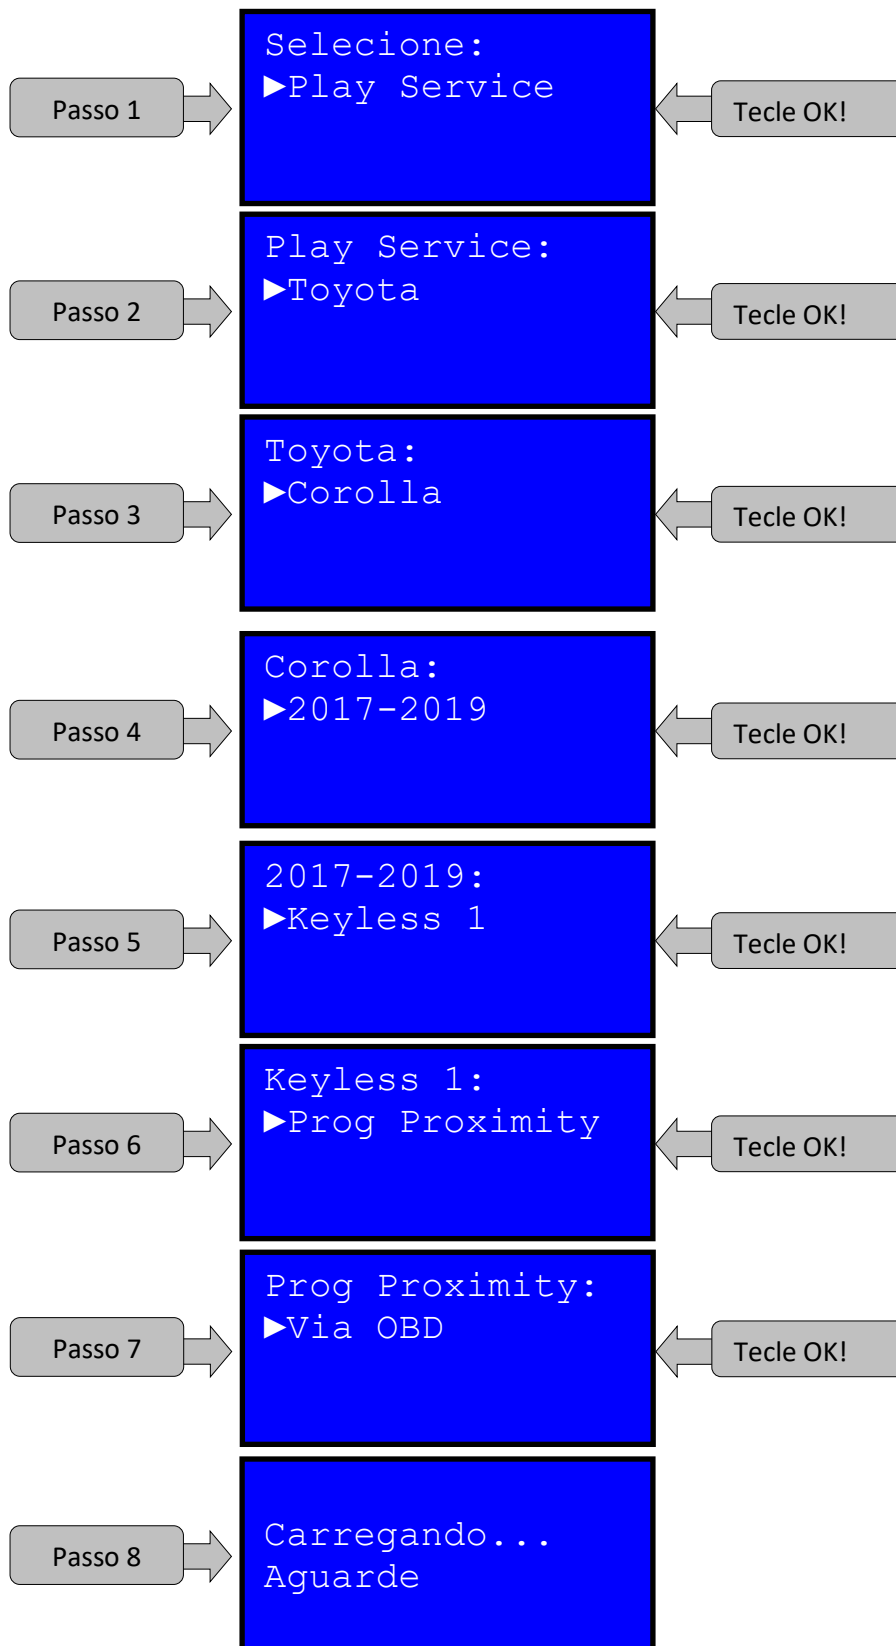 Selecione:
Passo 1
►Play Service
Tecle OK!
Play Service:
Passo 2
►Toyota
Tecle OK!
Toyota:
Passo 3
►Corolla
Tecle OK!
Corolla:
Passo 4
►2017-2019
Tecle OK!
2017-2019:
Passo 5
►Keyless 1
Tecle OK!
Keyless 1:
Passo 6
►Prog Proximity
Tecle OK!
Prog Proximity:
Passo 7
►Via OBD
Tecle OK!
Passo 8
Carregando...
Aguarde